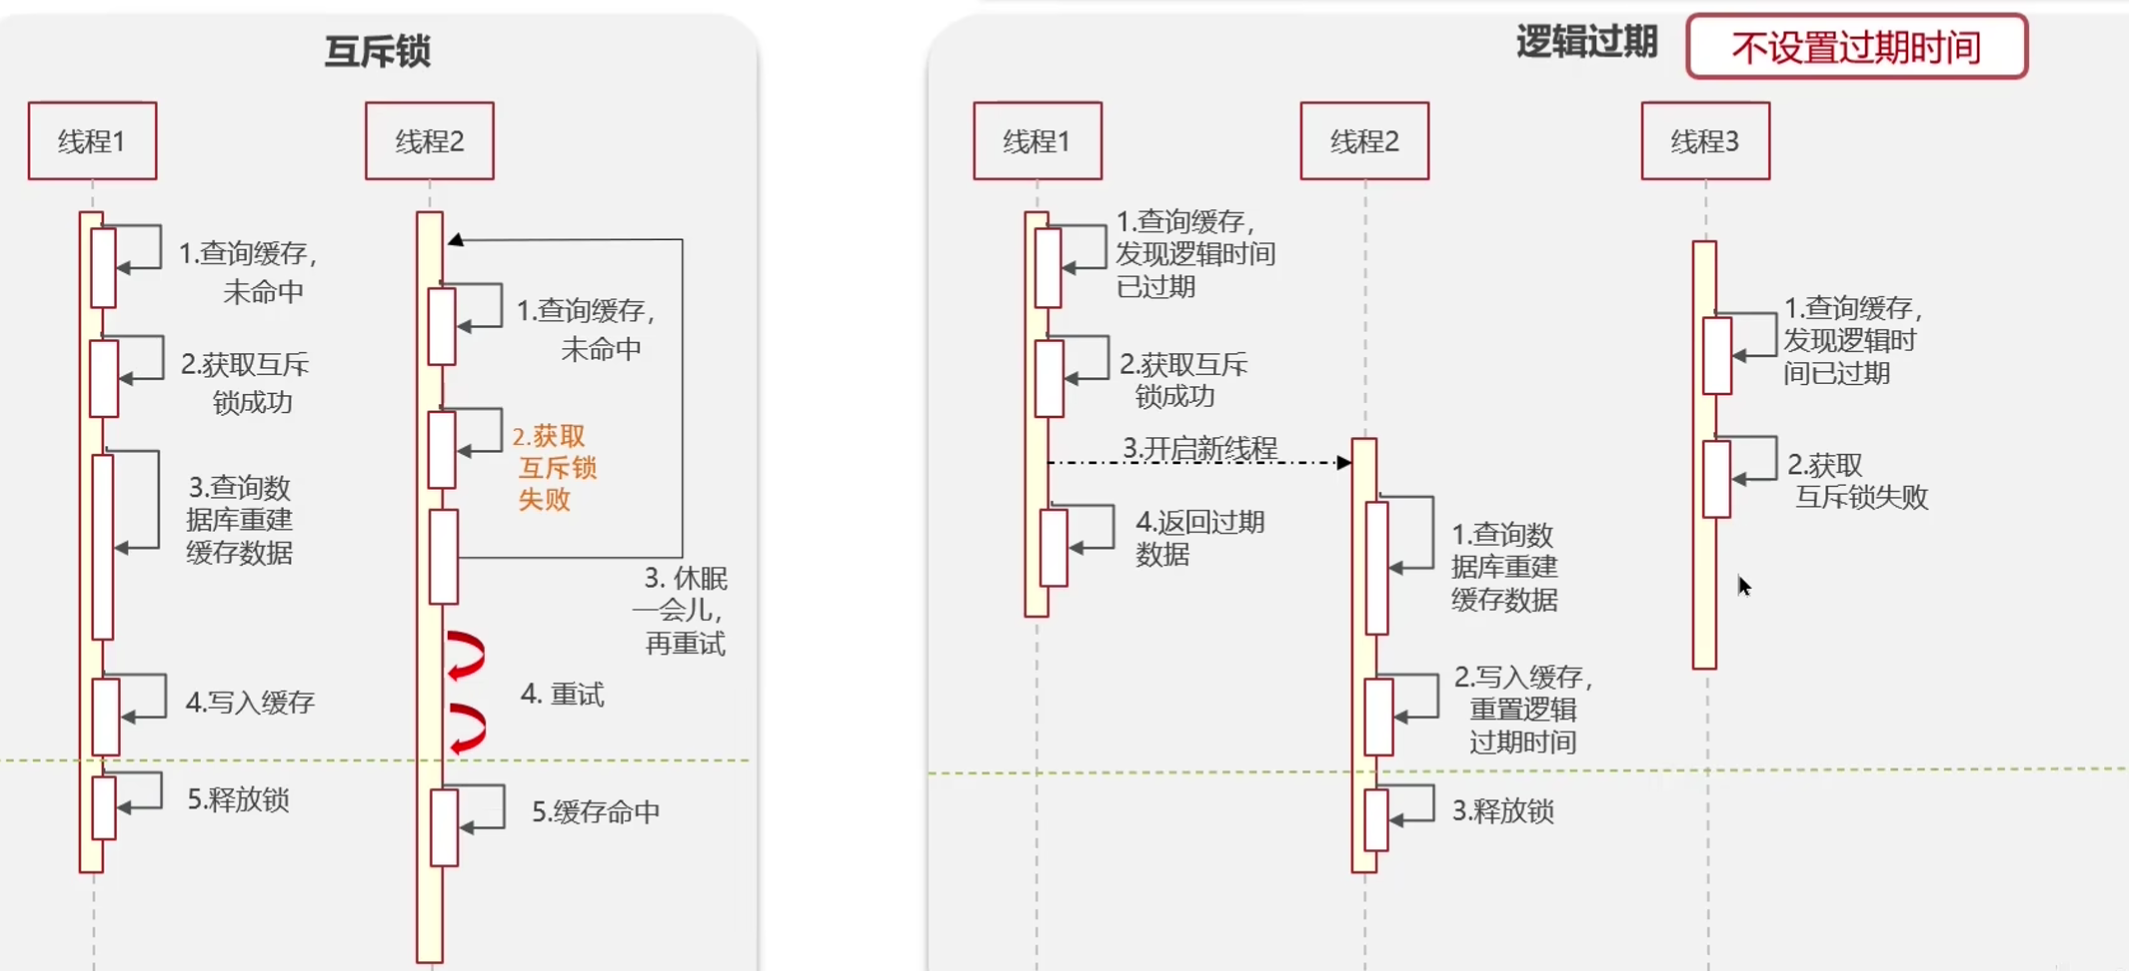 互斥锁
线程1
线程2
1.查询缓存，
未命中
2.获取互斥
锁成功
3.查询数
据库重建
缓存数据
4.写入缓存
5.释放锁
1.查询缓存，
未命中
2.获取
互斥锁
失败
3. 休眠
一会儿，
再重试
4. 重试
5.缓存命中
逻辑过期
不设置过期时间
线程1
线程2
线程3
1.查询缓存，
发现逻辑时间
已过期
2.获取互斥
锁成功
3.开启新线程
4.返回过期
数据
1.查询数
据库重建
缓存数据
2.写入缓存，
重置逻辑
过期时间
3.释放锁
1.查询缓存，
发现逻辑时
间已过期
2.获取
互斥锁失败